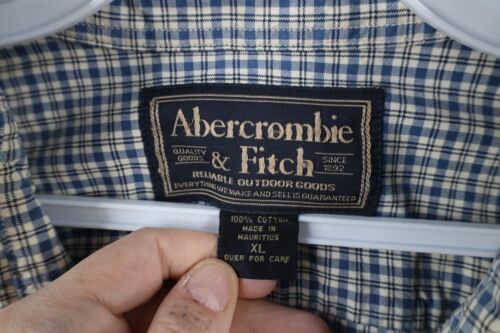 Abercrombie
QUALITY GOODS & Fitch SINCE 1892
RELIABLE OUTDOOR GOODS
EVERYTHING WE MAKE AND SELL IS GUARANTEED
100% COTTON
MADE IN
MAURITIUS
XL
OVER FOR CARE